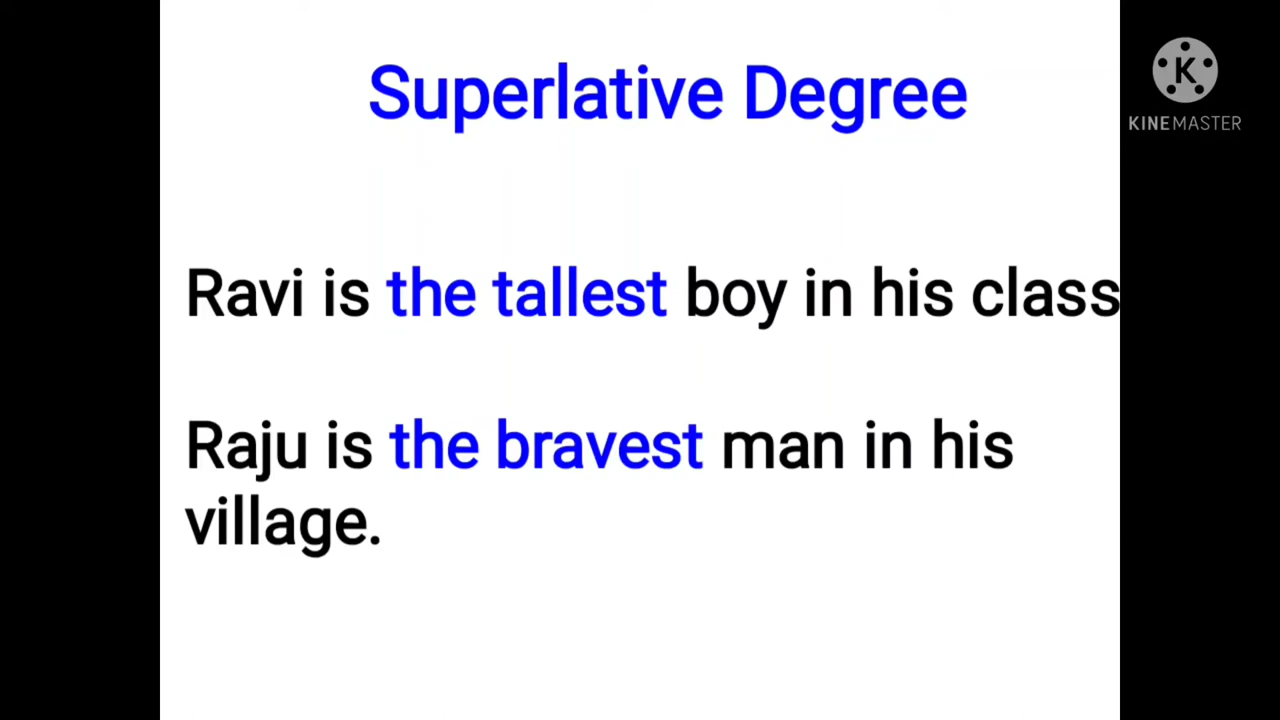 Superlative Degree
K
KINEMASTER
Ravi is the tallest boy in his class
Raju is the bravest man in his
village.